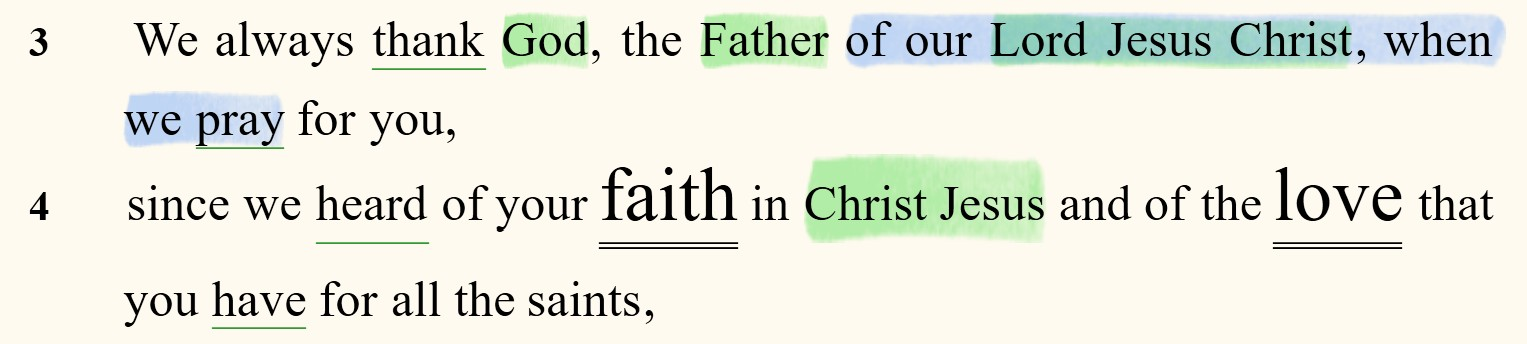 3 We always thank God, the Father of our Lord Jesus Christ, when
we pray for you,
4 since we heard of your faith in Christ Jesus and of the love that
you have for all the saints,